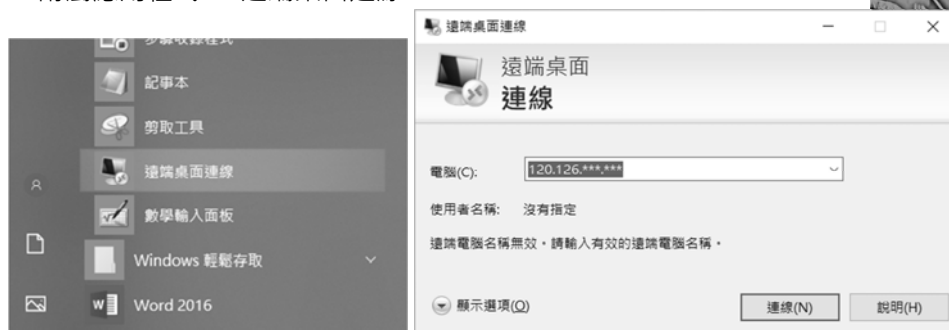 記事本
剪取工具
遠端桌面連線
數學輸入面板
Windows 輕鬆存取
Word 2016
遠端桌面連線
遠端桌面
連線
電腦(C):
120.126.***.***
使用者名稱: 沒有指定
遠端電腦名稱無效。請輸入有效的遠端電腦名稱。
顯示選項(O)
連線(N)
說明(H)